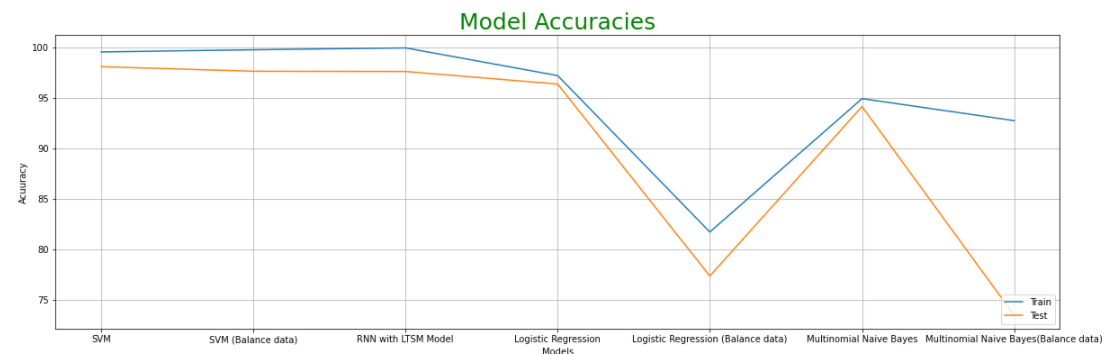 Model Accuracies
100
95
90
85
80
75
Acuuracy
Train
Test
SVM
SVM (Balance data)
RNN with LTSM Model
Logistic Regression
Logistic Regression (Balance data)
Multinomial Naive Bayes
Multinomial Naive Bayes(Balance data)
Models